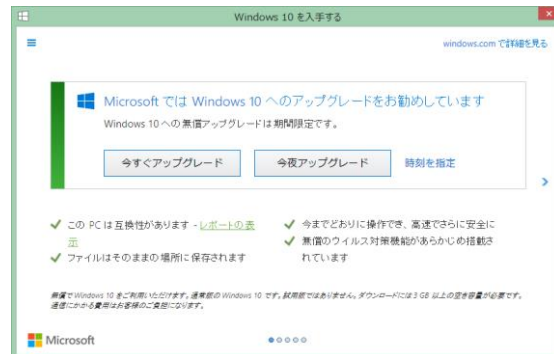 Windows 10 を入手する
windows.com で詳細を見る
Microsoft では Windows 10 へのアップグレードをお勧めしています
Windows 10 への無償アップグレードは期間限定です。
今すぐアップグレード
今夜アップグレード
時刻を指定
この PC は互換性があります - レポートの表
示
ファイルはそのままの場所に保存されます
今までどおりに操作でき、高速でさらに安全に
無償のウイルス対策機能があらかじめ搭載さ
れています
無償で Windows 10 をご利用いただけます。通常版の Windows 10 です。試用版ではありません。ダウンロードには 3 GB 以上の空き容量が必要です。
通信にかかる費用はお客様のご負担になります。
Microsoft